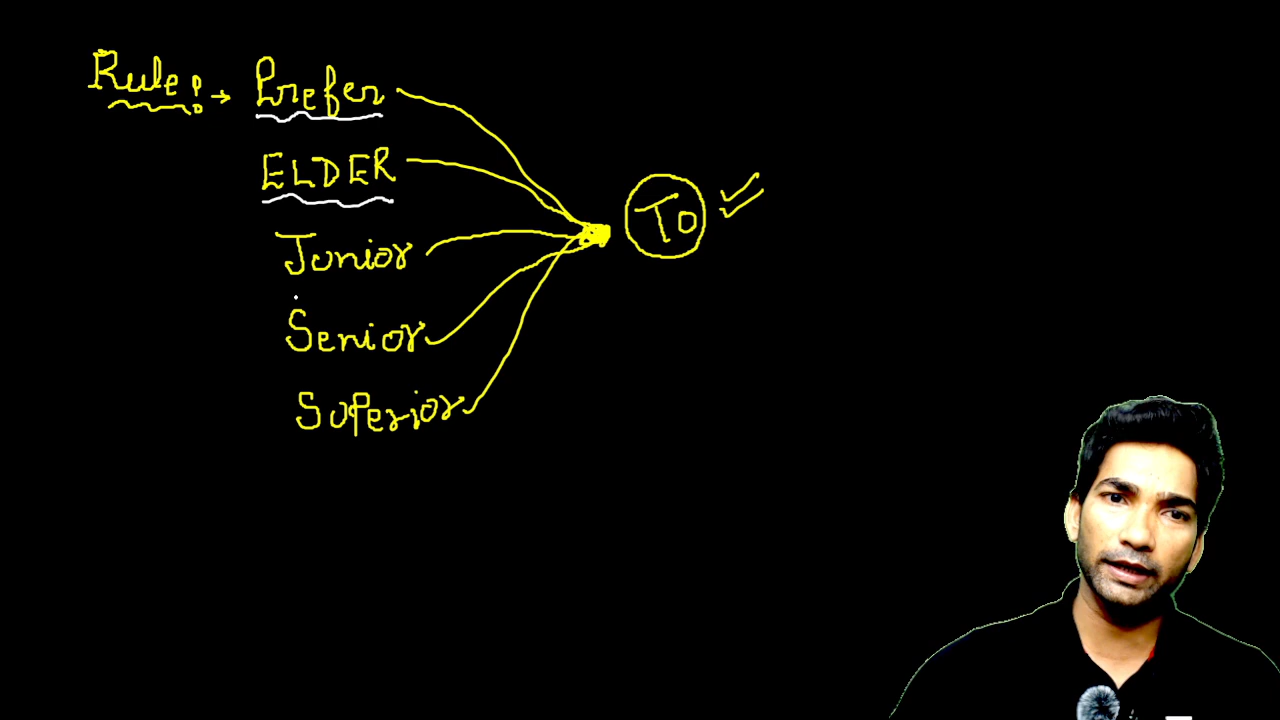 Rule: → Prefer
ELDER
Junior
Senior
Superior
To